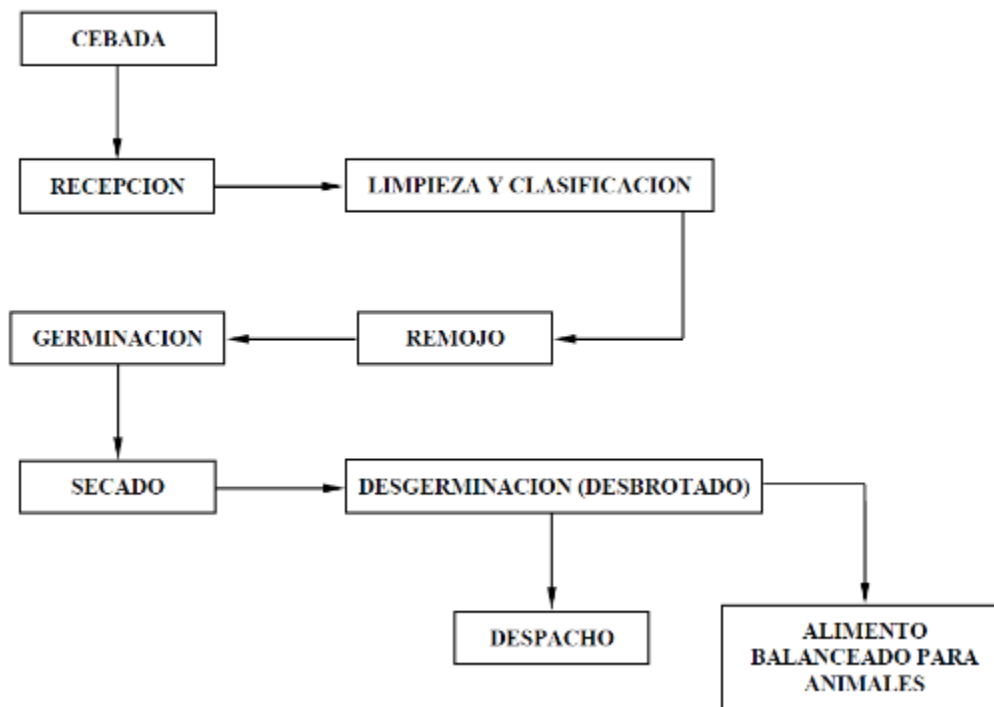 CEBADA
RECEPCION
LIMPIEZA Y CLASIFICACION
GERMINACION
REMOJO
SECADO
DESGERMINACION (DESBROTADO)
DESPACHO
ALIMENTO
BALANCEADO PARA
ANIMALES